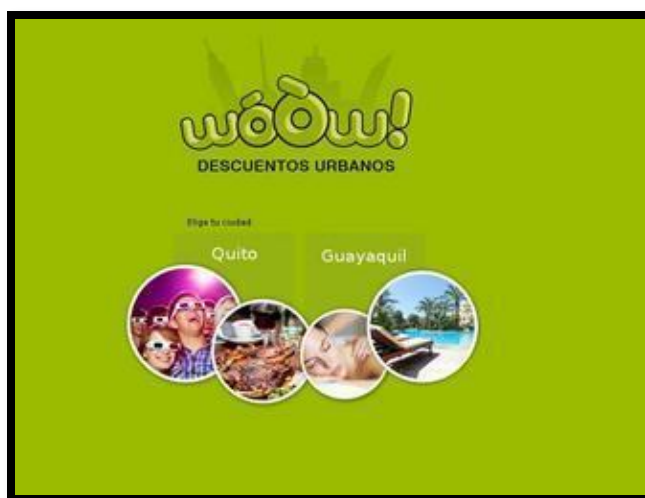 wóÒw!
DESCUENTOS URBANOS
Elige tu ciudad
Quito
Guayaquil